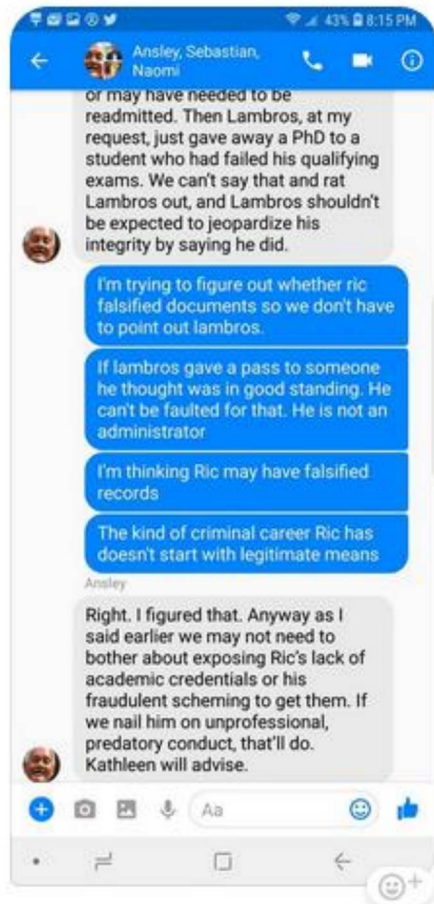 43% 8:15 PM
Ansley, Sebastian,
Naomi
or may have needed to be
readmitted. Then Lambros, at my
request, just gave away a PhD to a
student who had failed his qualifying
exams. We can't say that and rat
Lambros out, and Lambros shouldn't
be expected to jeopardize his
integrity by saying he did.
I'm trying to figure out whether ric
falsified documents so we don't have
to point out lambros.
If lambros gave a pass to someone
he thought was in good standing. He
can't be faulted for that. He is not an
administrator
I'm thinking Ric may have falsified
records
The kind of criminal career Ric has
doesn't start with legitimate means
Ansley
Right. I figured that. Anyway as I
said earlier we may not need to
bother about exposing Ric's lack of
academic credentials or his
fraudulent scheming to get them. If
we nail him on unprofessional,
predatory conduct, that'll do.
Kathleen will advise.
Aa